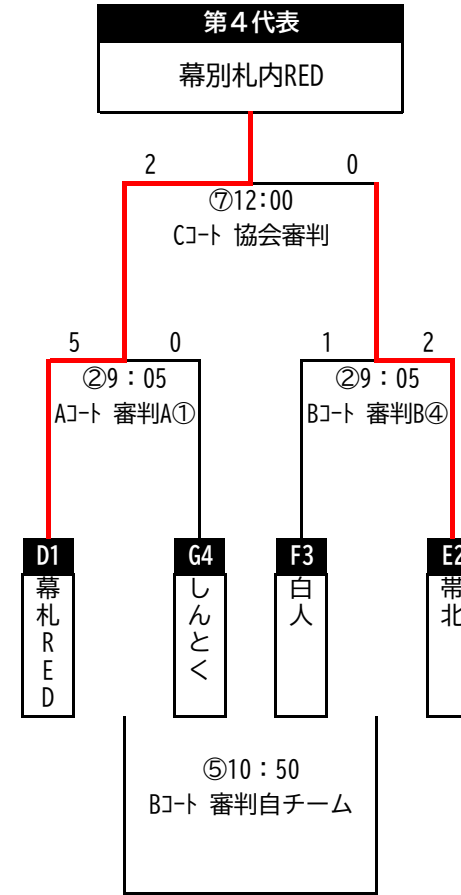 第４代表
幕別札内RED
2 0
⑦12:00
Cｺｰﾄ 協会審判
5 0 1 2
②9：05 ②9：05
Aｺｰﾄ 審判A① Bｺｰﾄ 審判B④
D1 G4 F3 E2
幕札RED
しんとく
白人
帯北
⑤10：50
Bｺｰﾄ 審判自チーム